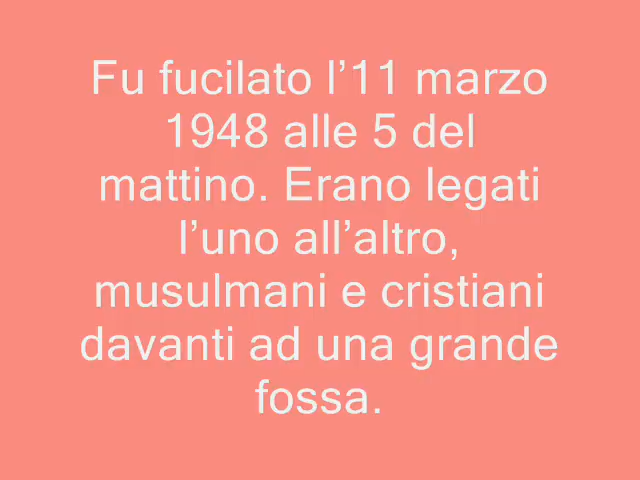 Fu fucilato l’11 marzo
1948 alle 5 del
mattino. Erano legati
l’uno all’altro,
musulmani e cristiani
davanti ad una grande
fossa.